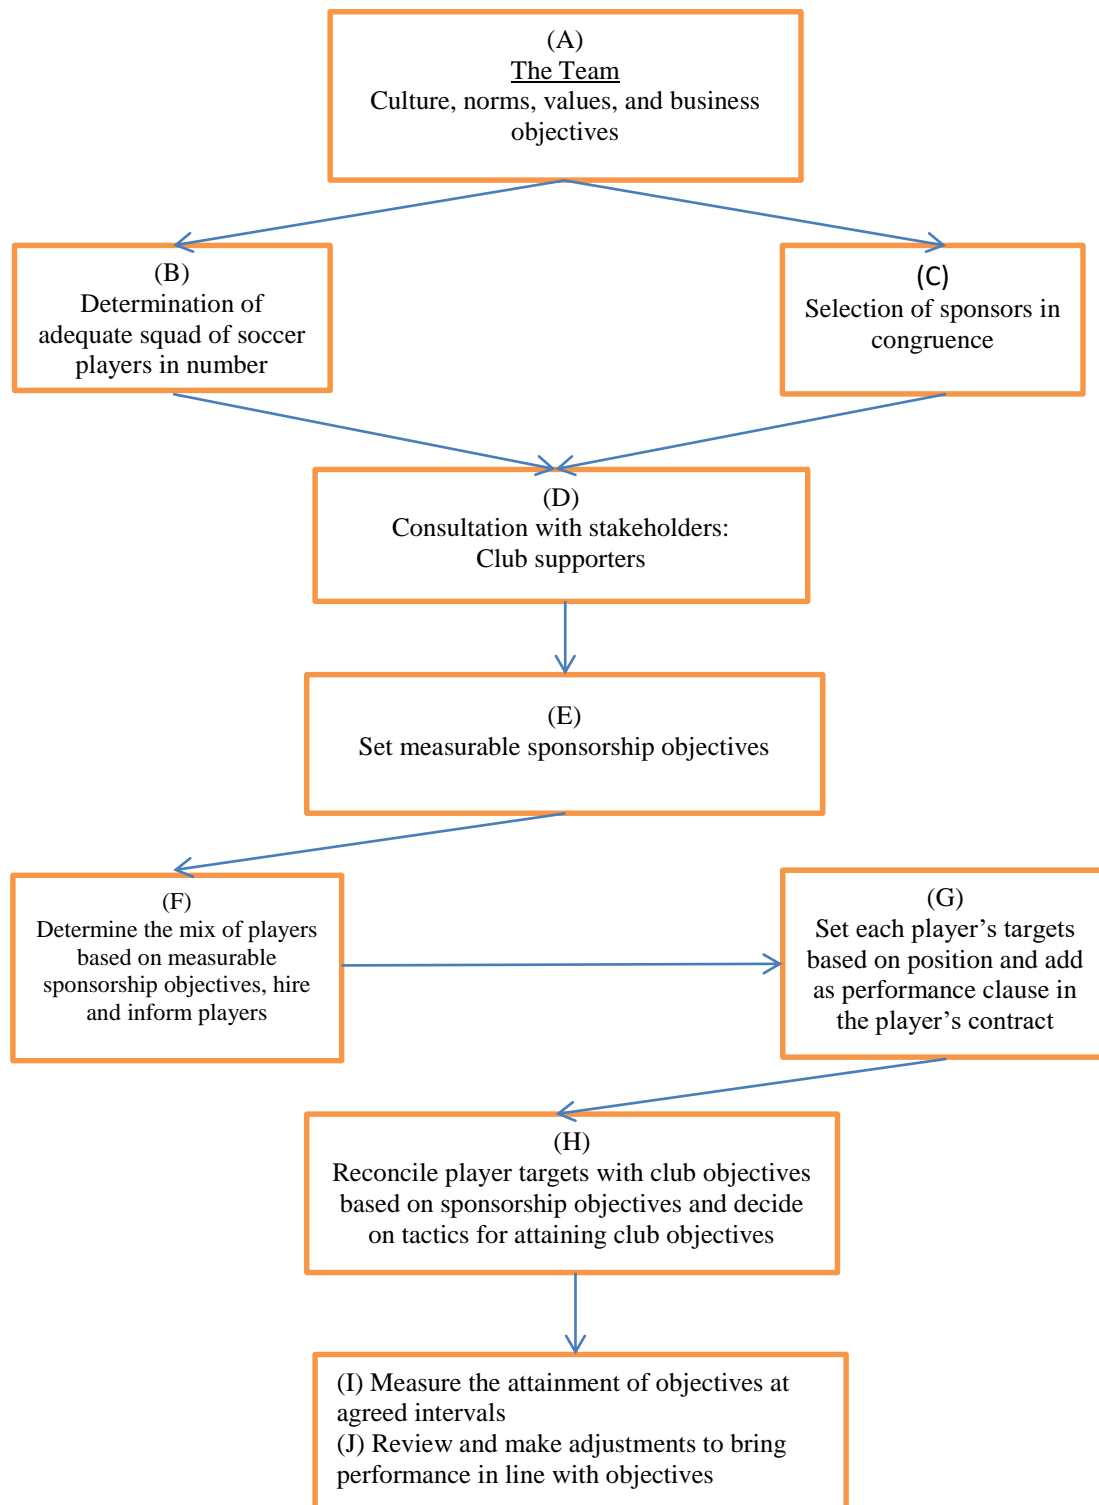 (A)
The Team
Culture, norms, values, and business
objectives
(B)
Determination of
adequate squad of soccer
players in number
(C)
Selection of sponsors in
congruence
(D)
Consultation with stakeholders:
Club supporters
(E)
Set measurable sponsorship objectives
(F)
Determine the mix of players
based on measurable
sponsorship objectives, hire
and inform players
(G)
Set each player’s targets
based on position and add
as performance clause in
the player’s contract
(H)
Reconcile player targets with club objectives
based on sponsorship objectives and decide
on tactics for attaining club objectives
(I) Measure the attainment of objectives at
agreed intervals
(J) Review and make adjustments to bring
performance in line with objectives